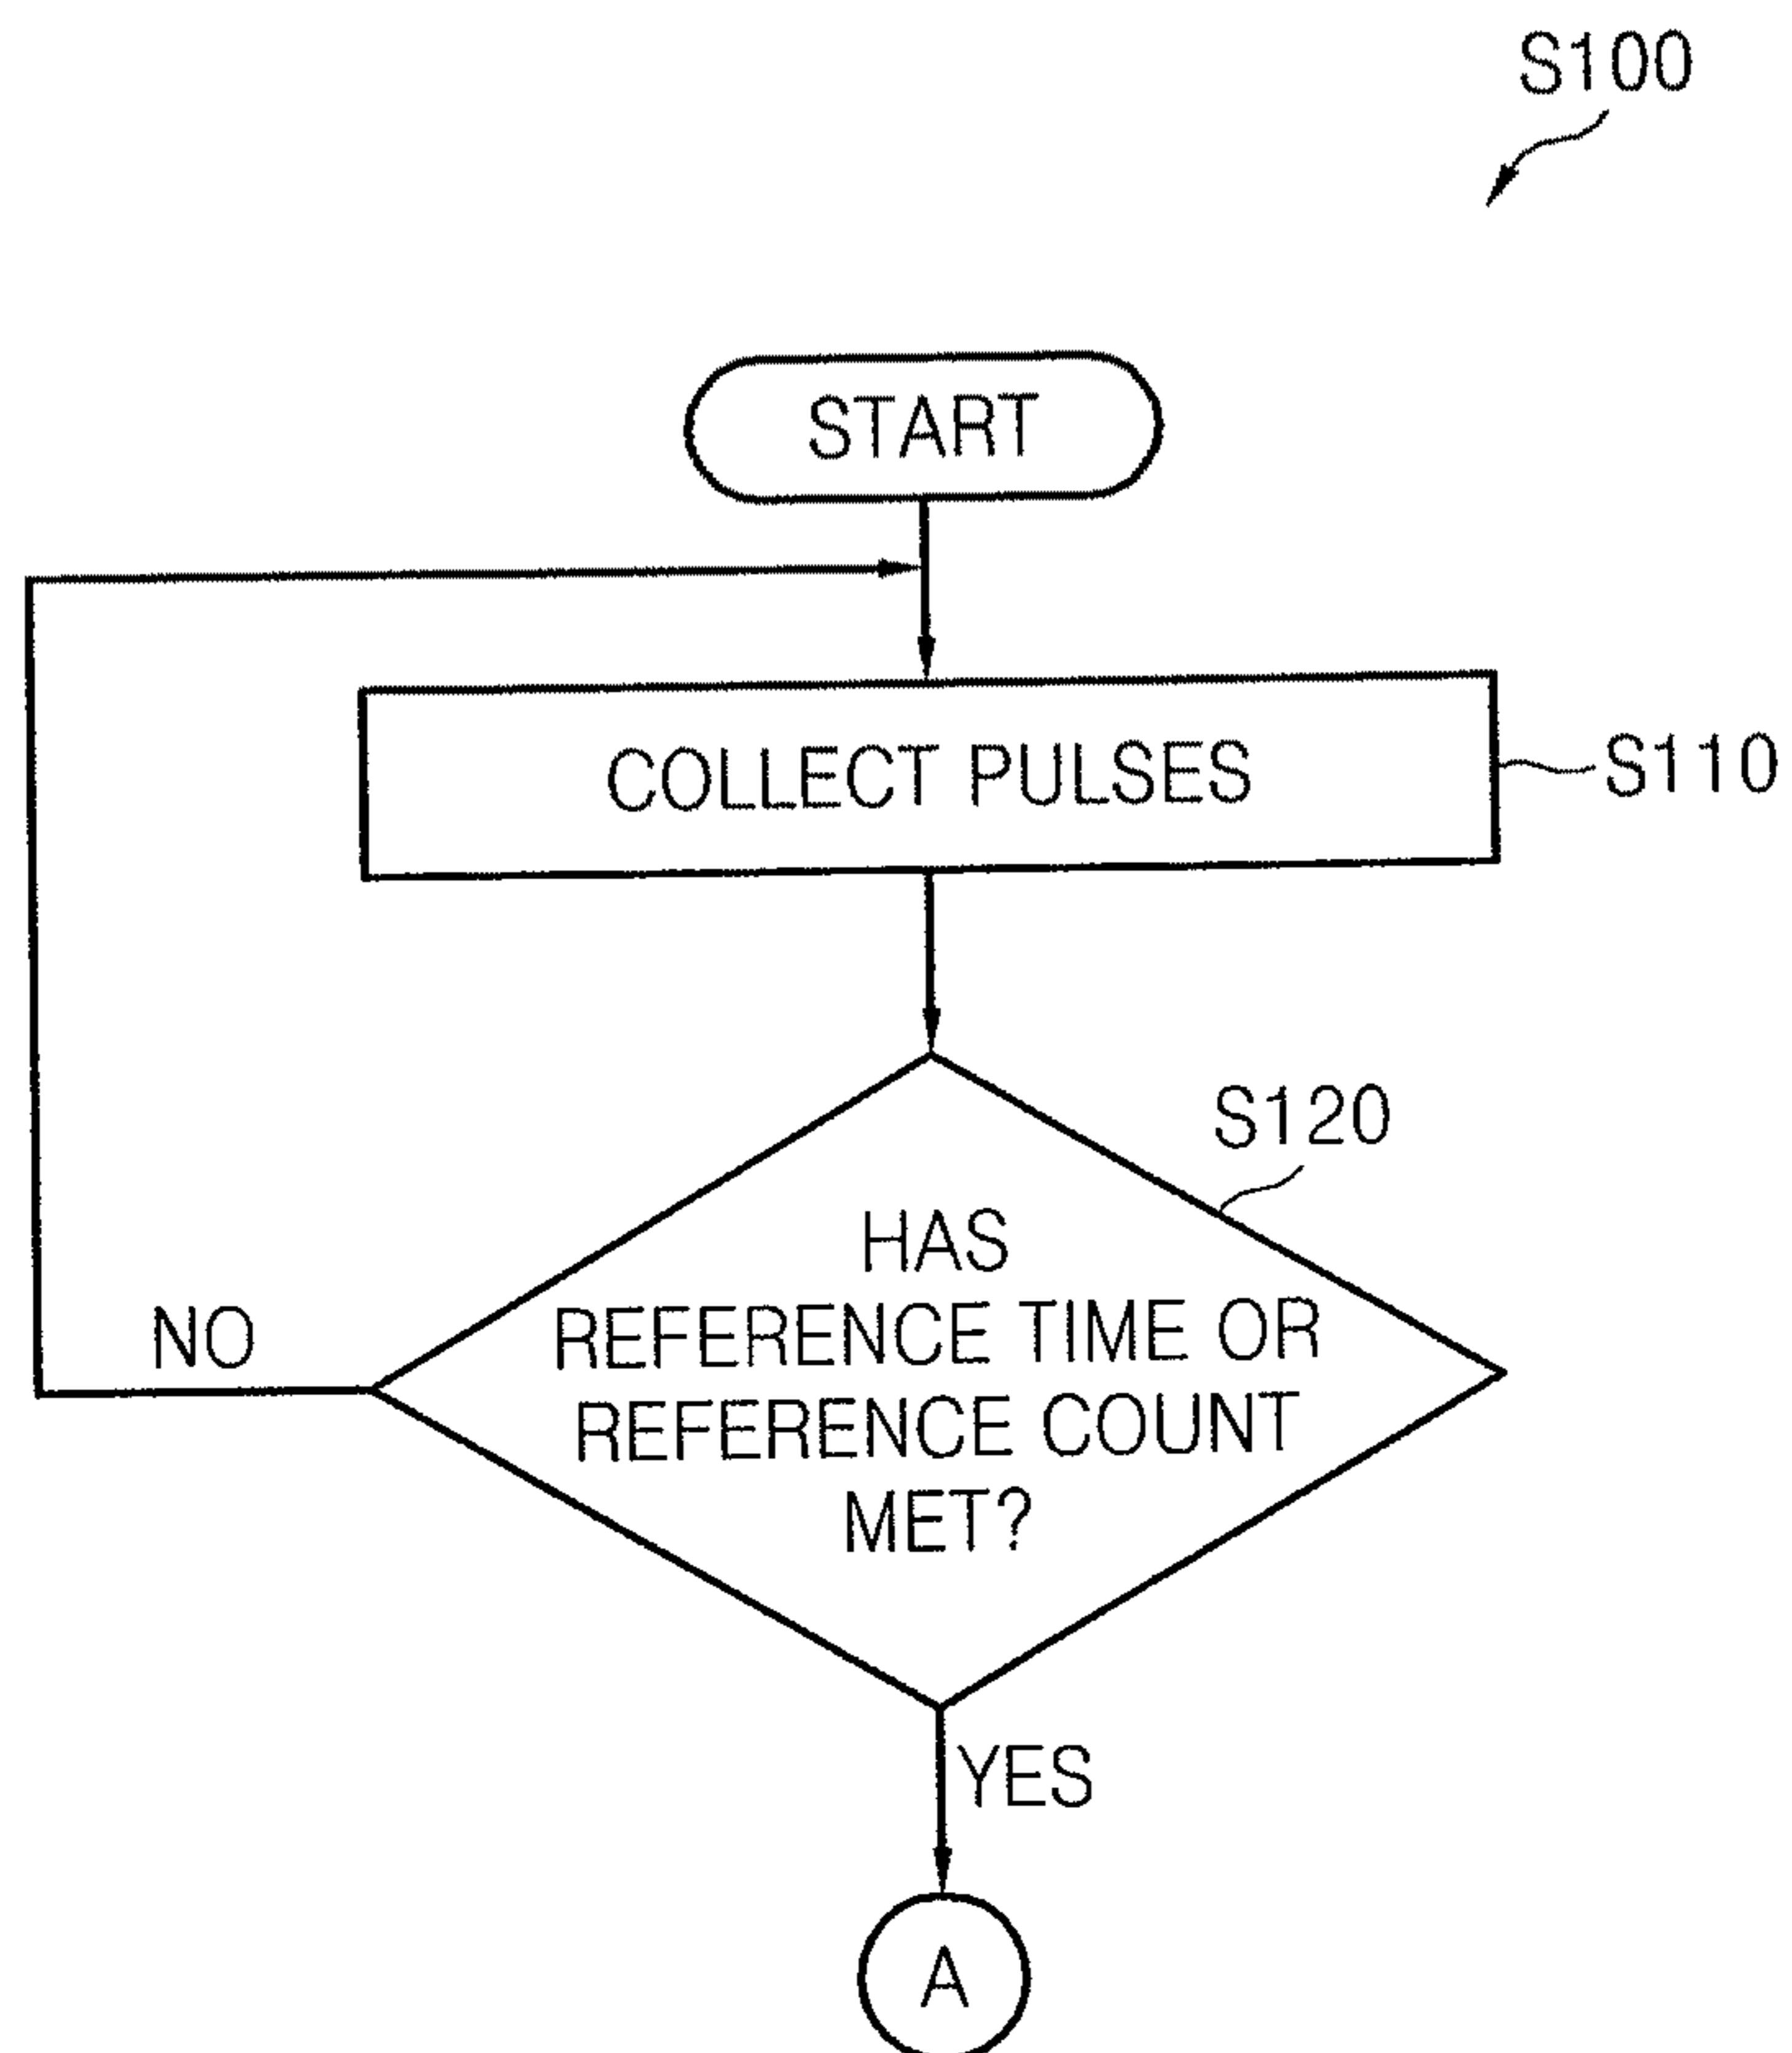 S100
START
COLLECT PULSES
S110
S120
HAS
REFERENCE TIME OR
REFERENCE COUNT
MET?
NO
YES
A